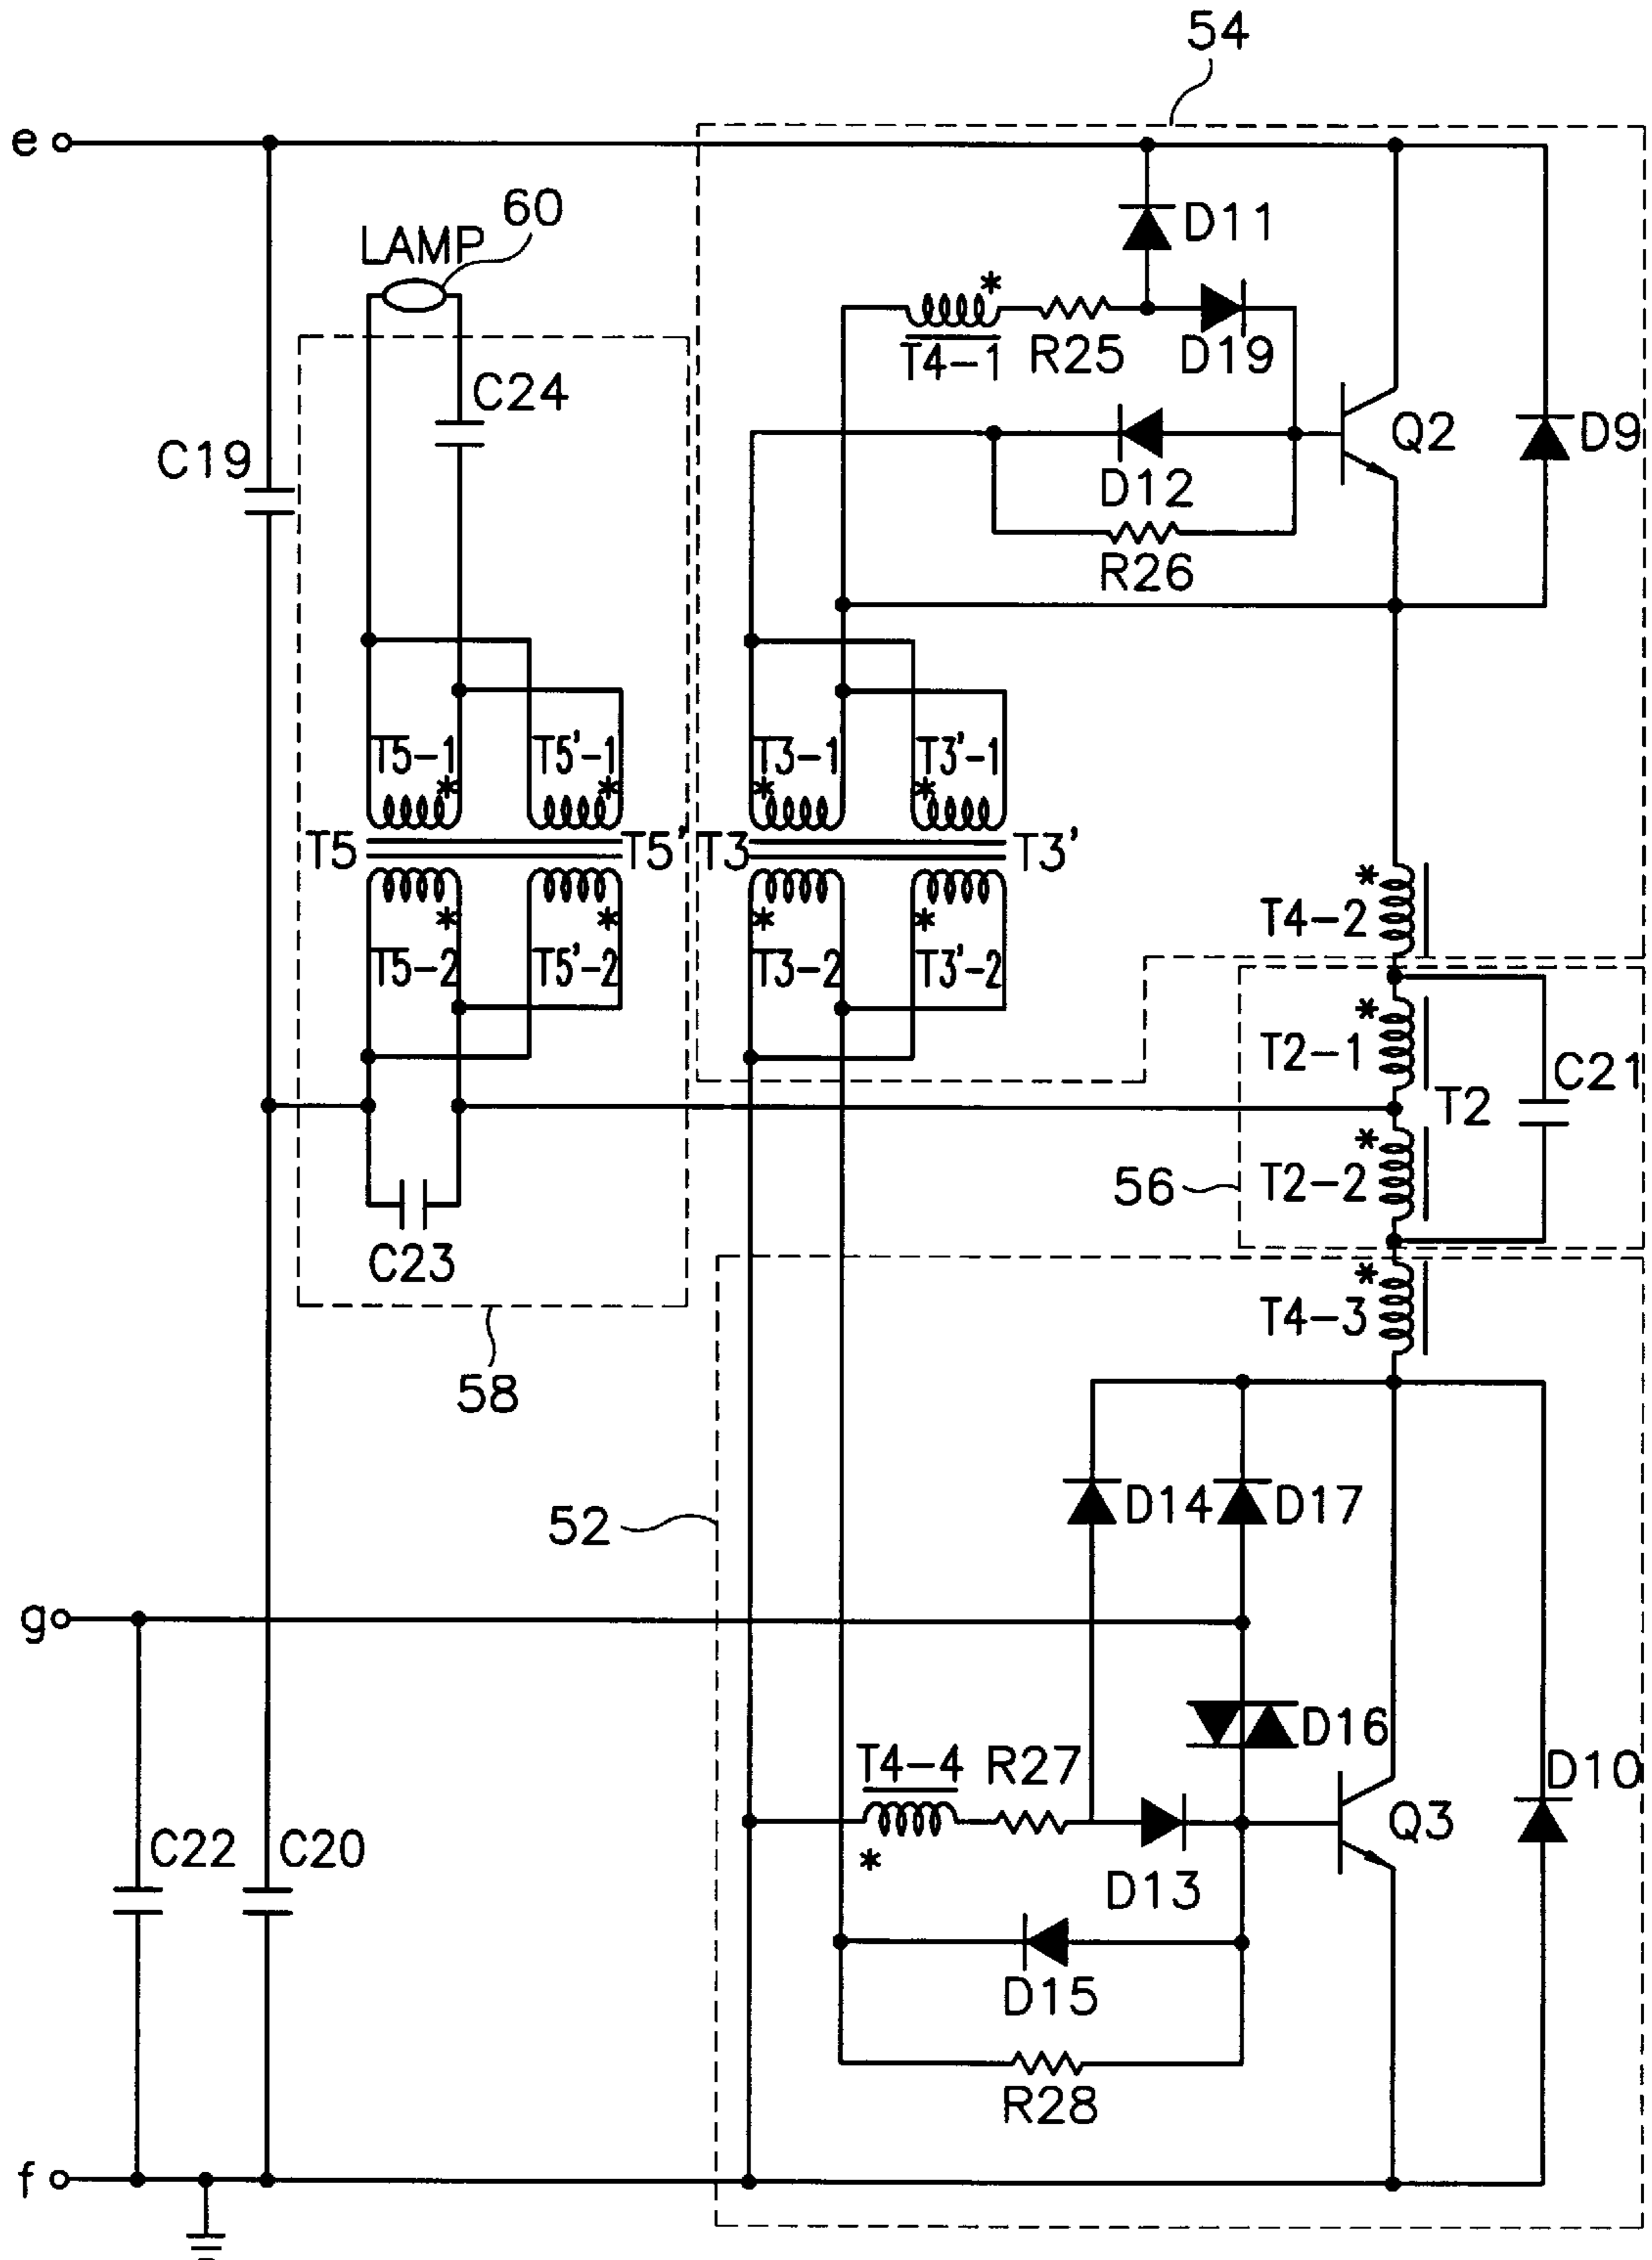 54
e
60
LAMP
D11
C24
T4-1
R25
D19
C19
Q2
D9
D12
R26
T5-1
T5'-1
T3-1
T3'-1
*
*
*
*
*
T5
T5'
T3
T3'
*
*
*
*
*
T4-2
T5-2
T5'-2
T3-2
T3'-2
*
T2-1
C21
T2
*
56
T2-2
C23
*
T4-3
58
52
D14
D17
g
D16
T4-4
R27
D10
Q3
C22
C20
*
D13
D15
R28
f